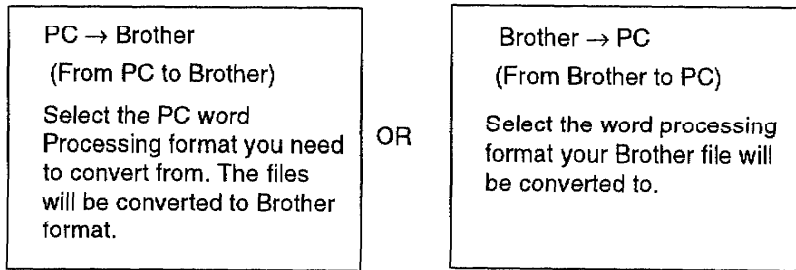 PC → Brother
(From PC to Brother)
Select the PC word
Processing format you need
to convert from. The files
will be converted to Brother
format.
OR
Brother → PC
(From Brother to PC)
Select the word processing
format your Brother file will
be converted to.